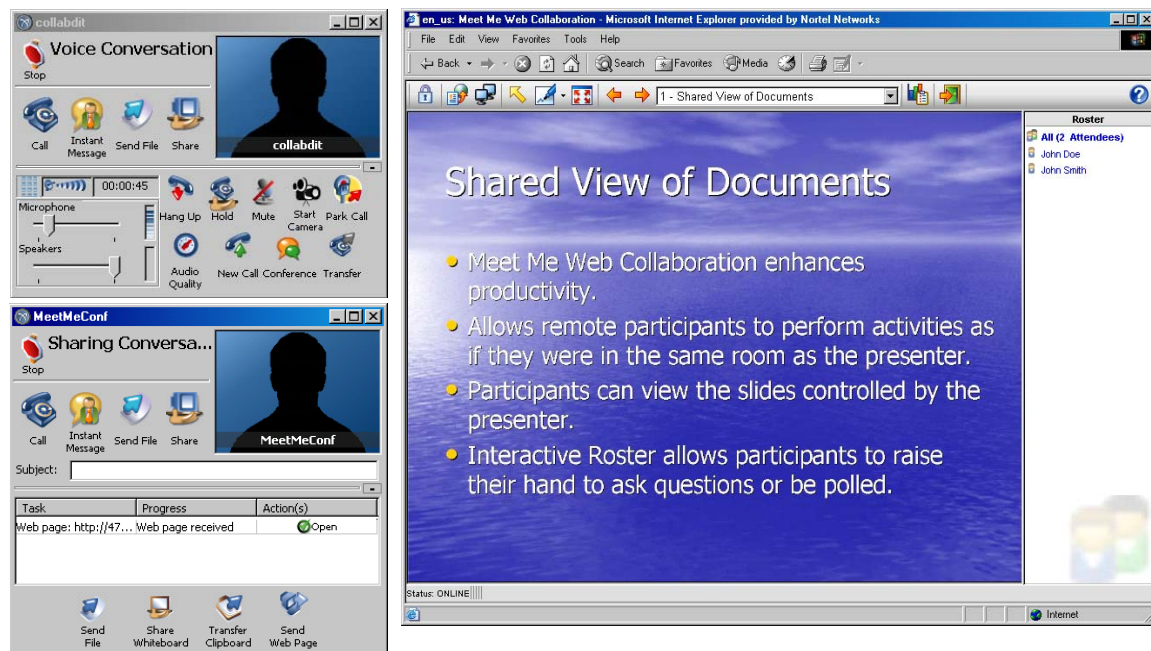 collabdit
Voice Conversation
Stop
Call
Instant
Message
Send File
Share
collabdit
00:00:45
Microphone
Speakers
Hang Up
Hold
Mute
Start
Camera
Park Call
Audio
Quality
New Call
Conference
Transfer
MeetMeConf
Sharing Conversa...
Stop
Call
Instant
Message
Send File
Share
MeetMeConf
Subject:
Task Progress Action(s)
Web page: http://47... Web page received Open
Send
File
Share
Whiteboard
Transfer
Clipboard
Send
Web Page
en_us: Meet Me Web Collaboration - Microsoft Internet Explorer provided by Nortel Networks
File Edit View Favorites Tools Help
Back Search Favorites Media
1 - Shared View of Documents
Shared View of Documents
• Meet Me Web Collaboration enhances
productivity.
• Allows remote participants to perform activities as
if they were in the same room as the presenter.
• Participants can view the slides controlled by the
presenter.
• Interactive Roster allows participants to raise
their hand to ask questions or be polled.
Roster
All (2 Attendees)
John Doe
John Smith
Status: ONLINE
Internet